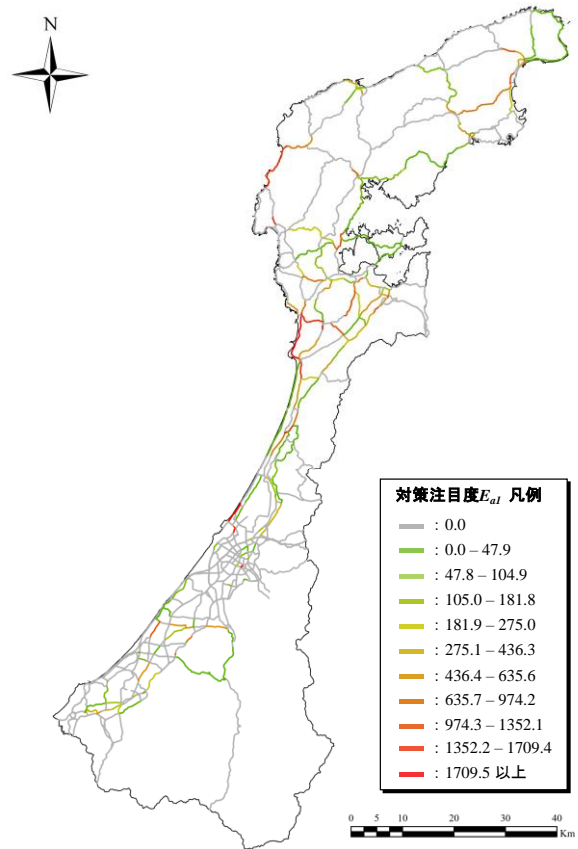 N
対策注目度Ea1 凡例
: 0.0
: 0.0 – 47.9
: 47.8 – 104.9
: 105.0 – 181.8
: 181.9 – 275.0
: 275.1 – 436.3
: 436.4 – 635.6
: 635.7 – 974.2
: 974.3 – 1352.1
: 1352.2 – 1709.4
: 1709.5 以上
0 5 10 20 30 40
Km